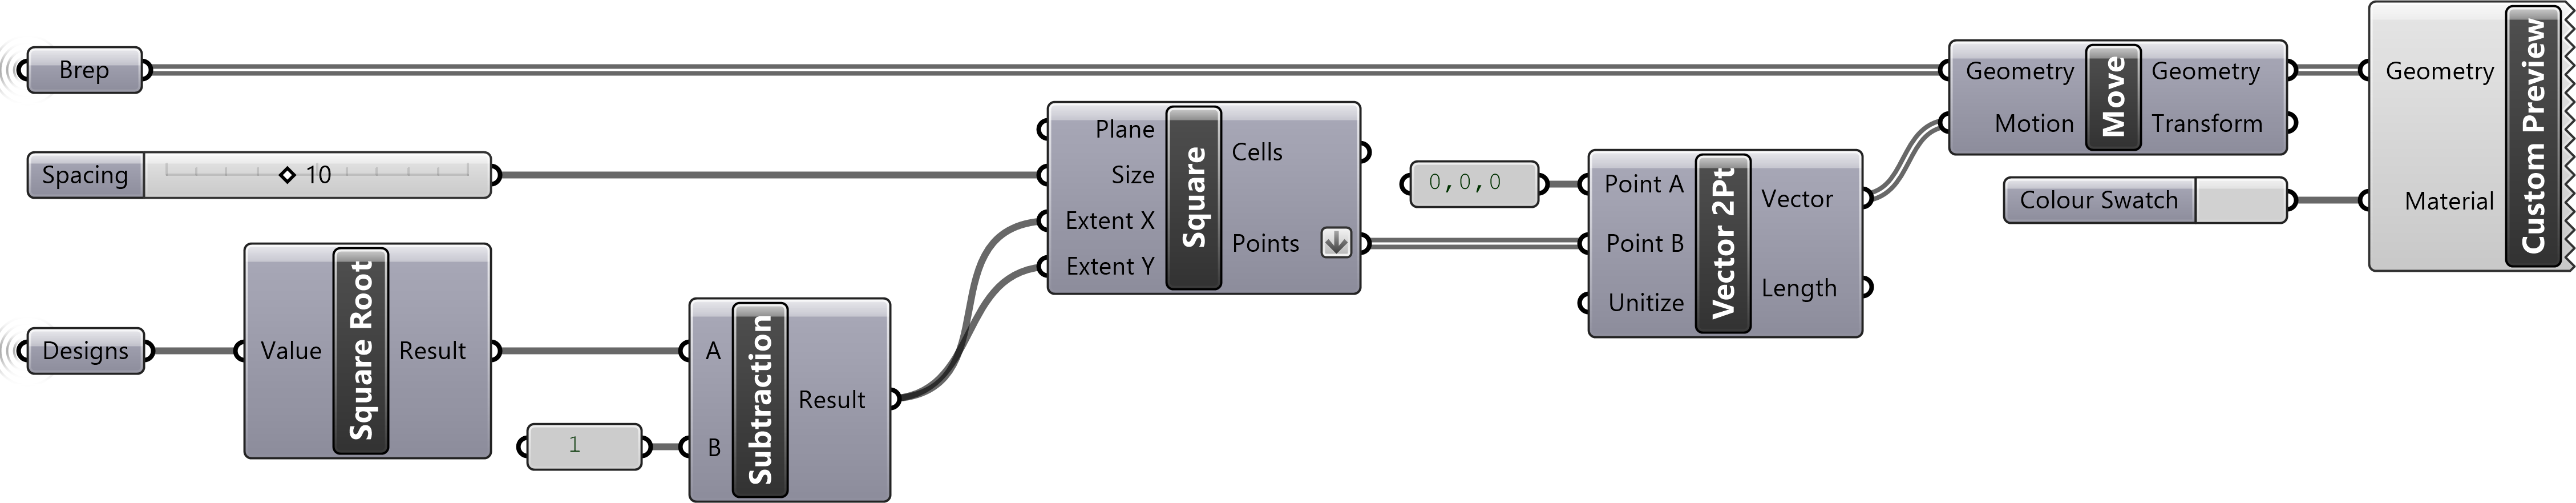 Brep
Spacing
10
Designs
Value
Square Root
Result
1
A
B
Subtraction
Result
Plane
Size
Extent X
Extent Y
Square
Cells
Points
0,0,0
Point A
Point B
Unitize
Vector 2Pt
Vector
Length
Geometry
Motion
Move
Geometry
Transform
Colour Swatch
Geometry
Material
Custom Preview